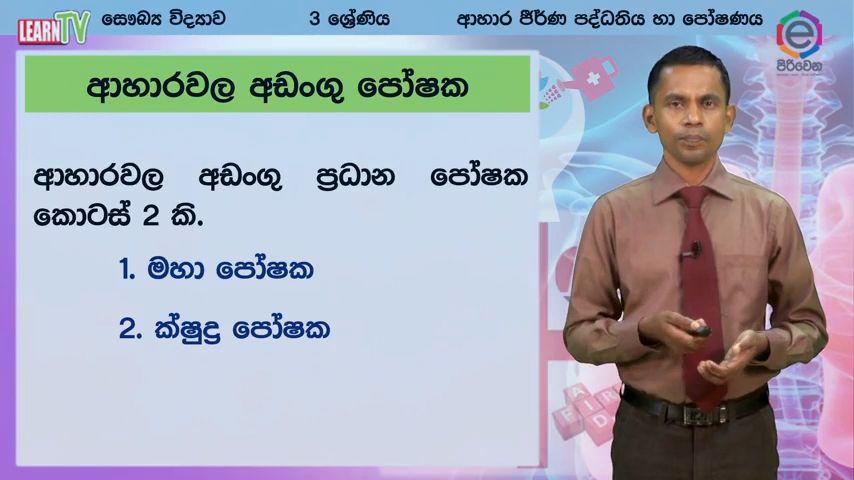 LEARN TV
සෞඛ්‍ය විද්‍යාව 3 ශ්‍රේණිය ආහාර ජීර්ණ පද්ධතිය හා පෝෂණය
e
පිරිවෙන
ආහාරවල අඩංගු පෝෂක
ආහාරවල අඩංගු ප්‍රධාන පෝෂක
කොටස් 2 කි.
1. මහා පෝෂක
2. ක්ෂුද්‍ර පෝෂක
A
F I R
D